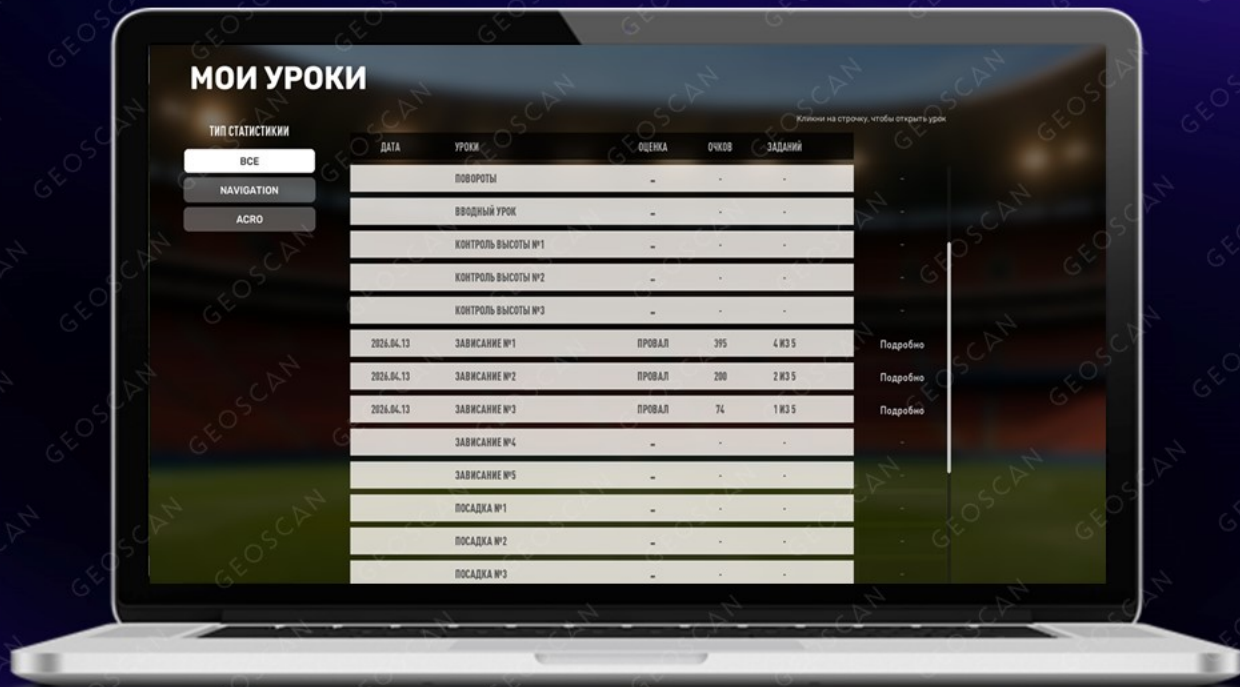 МОИ УРОКИ
Кликни на строчку, чтобы открыть урок
ТИП СТАТИСТИКИИ
ВСЕ
NAVIGATION
ACRO
ДАТА УРОКИ ОЦЕНКА ОЧКОВ ЗАДАНИЙ
ПОВОРОТЫ - - - -
ВВОДНЫЙ УРОК - - - -
КОНТРОЛЬ ВЫСОТЫ №1 - - - -
КОНТРОЛЬ ВЫСОТЫ №2 - - - -
КОНТРОЛЬ ВЫСОТЫ №3 - - - -
2026.04.13 ЗАВИСАНИЕ №1 ПРОВАЛ 395 4 ИЗ 5 Подробно
2026.04.13 ЗАВИСАНИЕ №2 ПРОВАЛ 200 2 ИЗ 5 Подробно
2026.04.13 ЗАВИСАНИЕ №3 ПРОВАЛ 74 1 ИЗ 5 Подробно
ЗАВИСАНИЕ №4 - - - -
ЗАВИСАНИЕ №5 - - - -
ПОСАДКА №1 - - - -
ПОСАДКА №2 - - - -
ПОСАДКА №3 - - - -
GEOSCAN